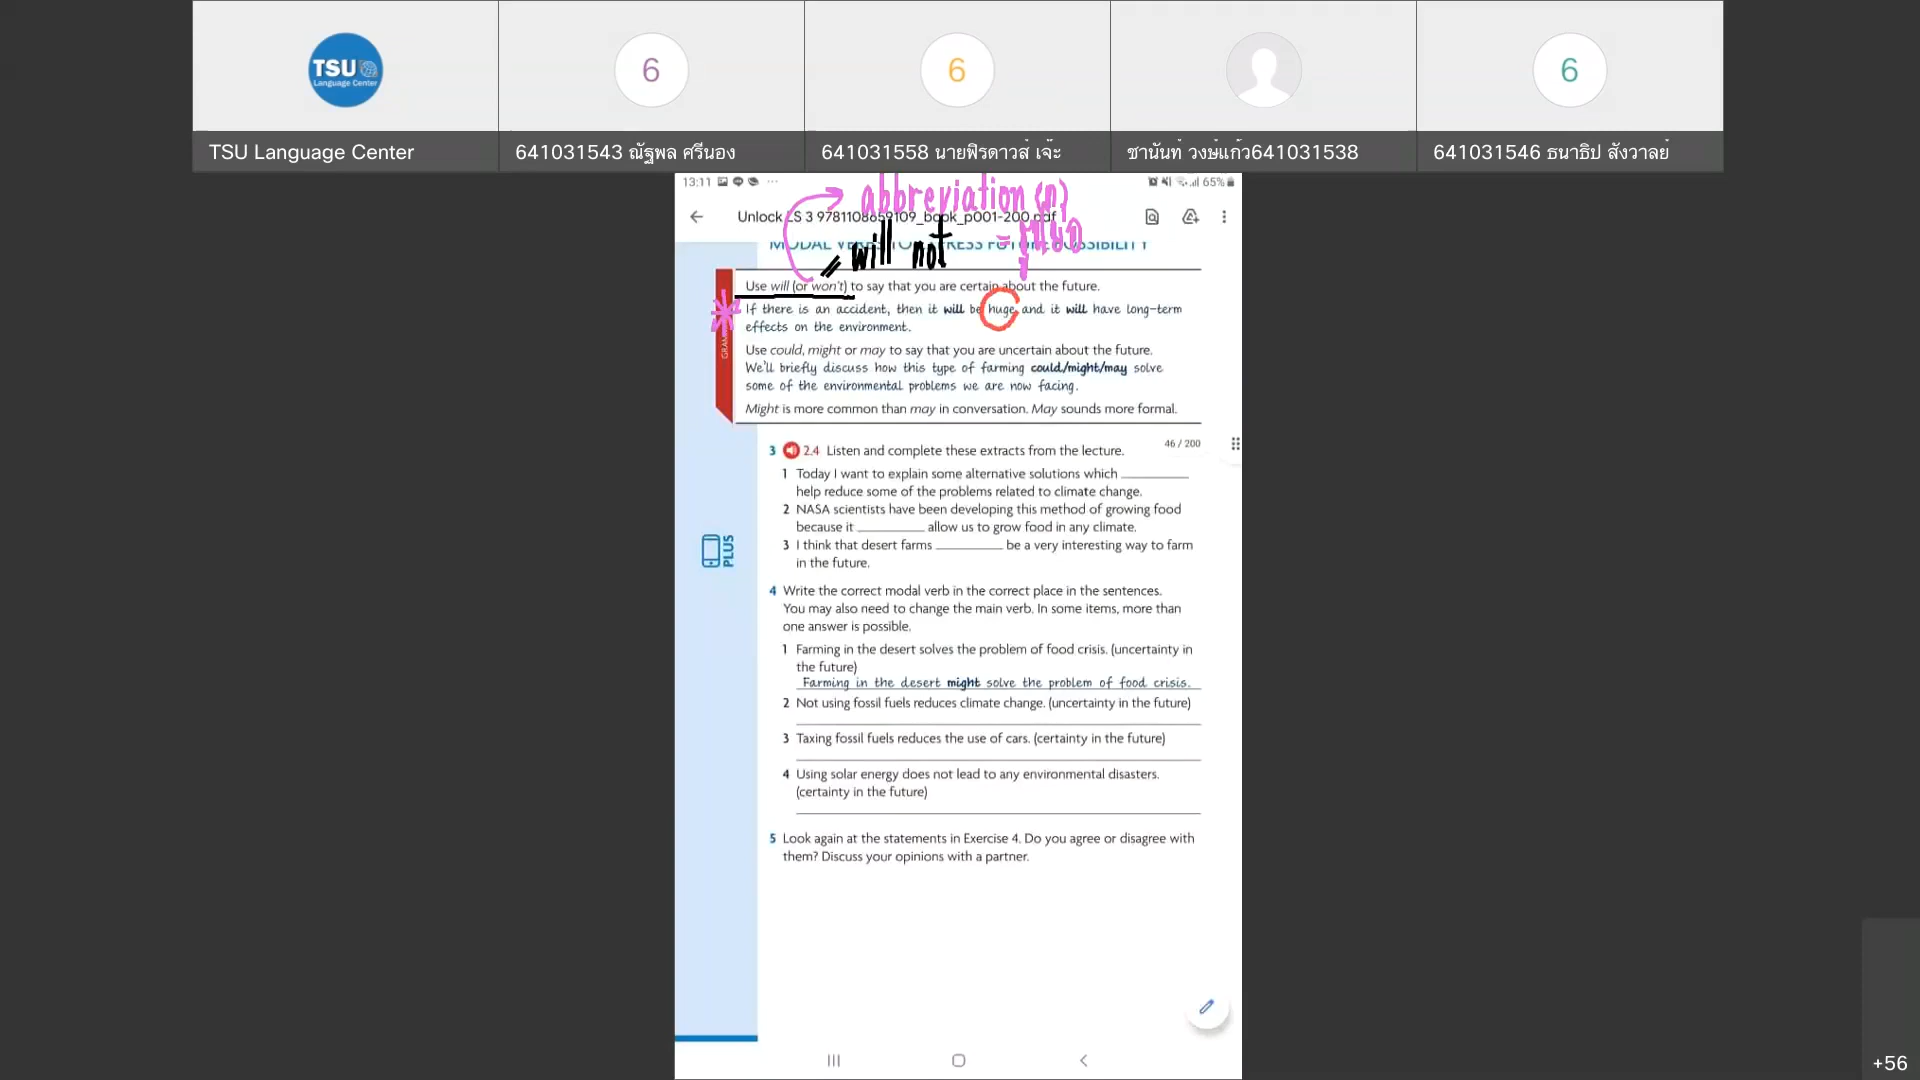 TSU
Language Center
6
6
6
TSU Language Center
641031543 ณัฐพล ศรีนอง
641031558 นายฟิรดาวส์ เจ๊ะ
ชานันท์ วงษ์แก้ว641031538
641031546 ธนาธิป สังวาลย์
13:11
65%
abbreviation (n)
Unlock LS 3 9781108659109_book_p001-200.pdf
= รูปย่อ
will not
MODAL VERBS TO EXPRESS FUTURE POSSIBILITY
Use will (or won't) to say that you are certain about the future.
If there is an accident, then it will be huge and it will have long-term
effects on the environment.
Use could, might or may to say that you are uncertain about the future.
We'll briefly discuss how this type of farming could/might/may solve
some of the environmental problems we are now facing.
Might is more common than may in conversation. May sounds more formal.
46 / 200
3 2.4 Listen and complete these extracts from the lecture.
1 Today I want to explain some alternative solutions which __________
help reduce some of the problems related to climate change.
2 NASA scientists have been developing this method of growing food
because it __________ allow us to grow food in any climate.
3 I think that desert farms __________ be a very interesting way to farm
in the future.
PLUS
4 Write the correct modal verb in the correct place in the sentences.
You may also need to change the main verb. In some items, more than
one answer is possible.
1 Farming in the desert solves the problem of food crisis. (uncertainty in
the future)
Farming in the desert might solve the problem of food crisis.
2 Not using fossil fuels reduces climate change. (uncertainty in the future)
3 Taxing fossil fuels reduces the use of cars. (certainty in the future)
4 Using solar energy does not lead to any environmental disasters.
(certainty in the future)
5 Look again at the statements in Exercise 4. Do you agree or disagree with
them? Discuss your opinions with a partner.
+56